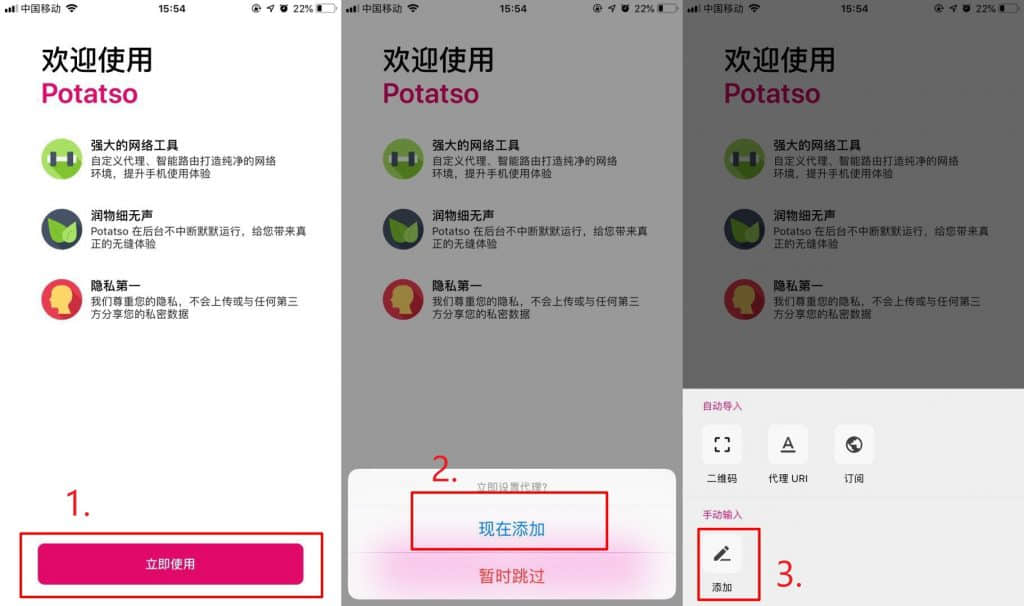 中国移动
15:54
22%
欢迎使用
Potatso
强大的网络工具
自定义代理、智能路由打造纯净的网络
环境，提升手机使用体验
润物细无声
Potatso 在后台不中断默默运行，给您带来真
正的无缝体验
隐私第一
我们尊重您的隐私，不会上传或与任何第三
方分享您的私密数据
1.
立即使用
中国移动
15:54
22%
欢迎使用
Potatso
强大的网络工具
自定义代理、智能路由打造纯净的网络
环境，提升手机使用体验
润物细无声
Potatso 在后台不中断默默运行，给您带来真
正的无缝体验
隐私第一
我们尊重您的隐私，不会上传或与任何第三
方分享您的私密数据
2.
立即设置代理?
现在添加
暂时跳过
中国移动
15:54
22%
欢迎使用
Potatso
强大的网络工具
自定义代理、智能路由打造纯净的网络
环境，提升手机使用体验
润物细无声
Potatso 在后台不中断默默运行，给您带来真
正的无缝体验
隐私第一
我们尊重您的隐私，不会上传或与任何第三
方分享您的私密数据
自动导入
二维码
代理 URI
订阅
手动输入
添加
3.